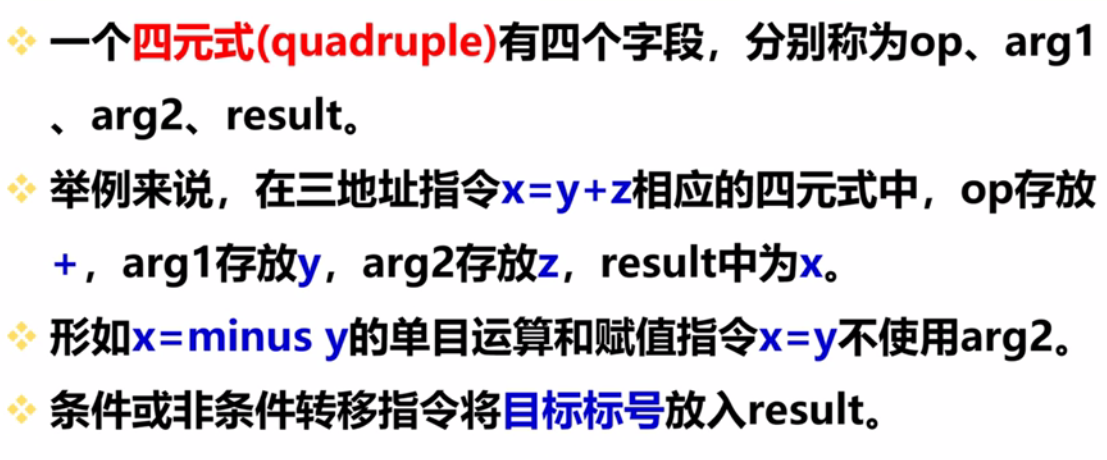 一个四元式(quadruple)有四个字段，分别称为op、arg1
、arg2、result。
举例来说，在三地址指令x=y+z相应的四元式中，op存放
+，arg1存放y，arg2存放z，result中为x。
形如x=minus y的单目运算和赋值指令x=y不使用arg2。
条件或非条件转移指令将目标标号放入result。